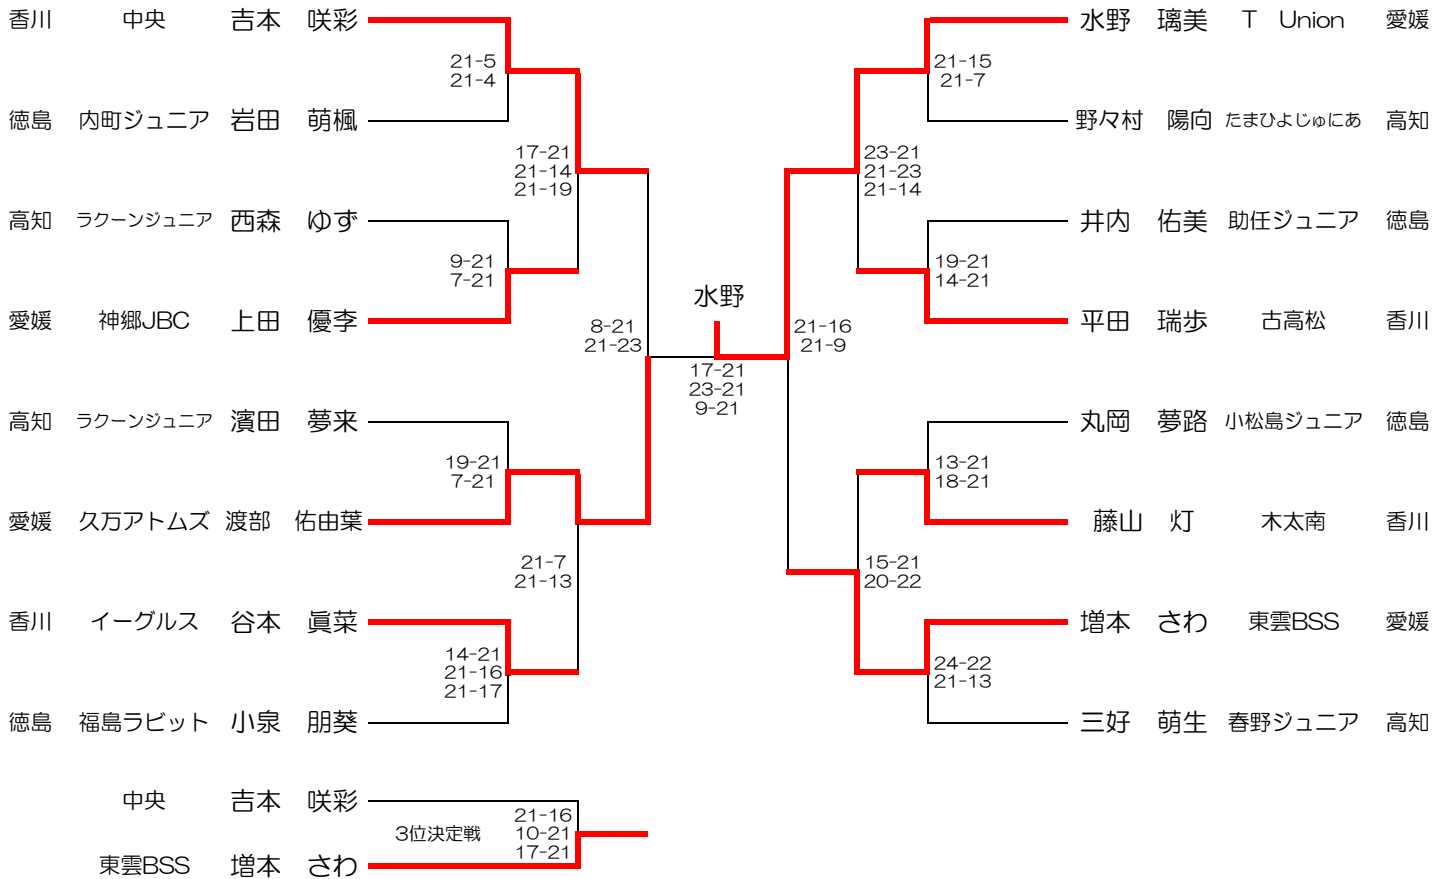 香川 中央 吉本 咲彩
21-5
21-4
徳島 内町ジュニア 岩田 萌楓
17-21
21-14
21-19
高知 ラクーンジュニア 西森 ゆず
9-21
7-21
愛媛 神郷JBC 上田 優李
8-21
21-23
高知 ラクーンジュニア 濱田 夢来
19-21
7-21
愛媛 久万アトムズ 渡部 佑由葉
21-7
21-13
香川 イーグルス 谷本 眞菜
14-21
21-16
21-17
徳島 福島ラビット 小泉 朋葵
水野
17-21
23-21
9-21
水野 璃美 T Union 愛媛
21-15
21-7
野々村 陽向 たまひよじゅにあ 高知
23-21
21-23
21-14
井内 佑美 助任ジュニア 徳島
19-21
14-21
平田 瑞歩 古高松 香川
21-16
21-9
丸岡 夢路 小松島ジュニア 徳島
13-21
18-21
藤山 灯 木太南 香川
15-21
20-22
増本 さわ 東雲BSS 愛媛
24-22
21-13
三好 萌生 春野ジュニア 高知
中央 吉本 咲彩
3位決定戦
21-16
10-21
17-21
東雲BSS 増本 さわ